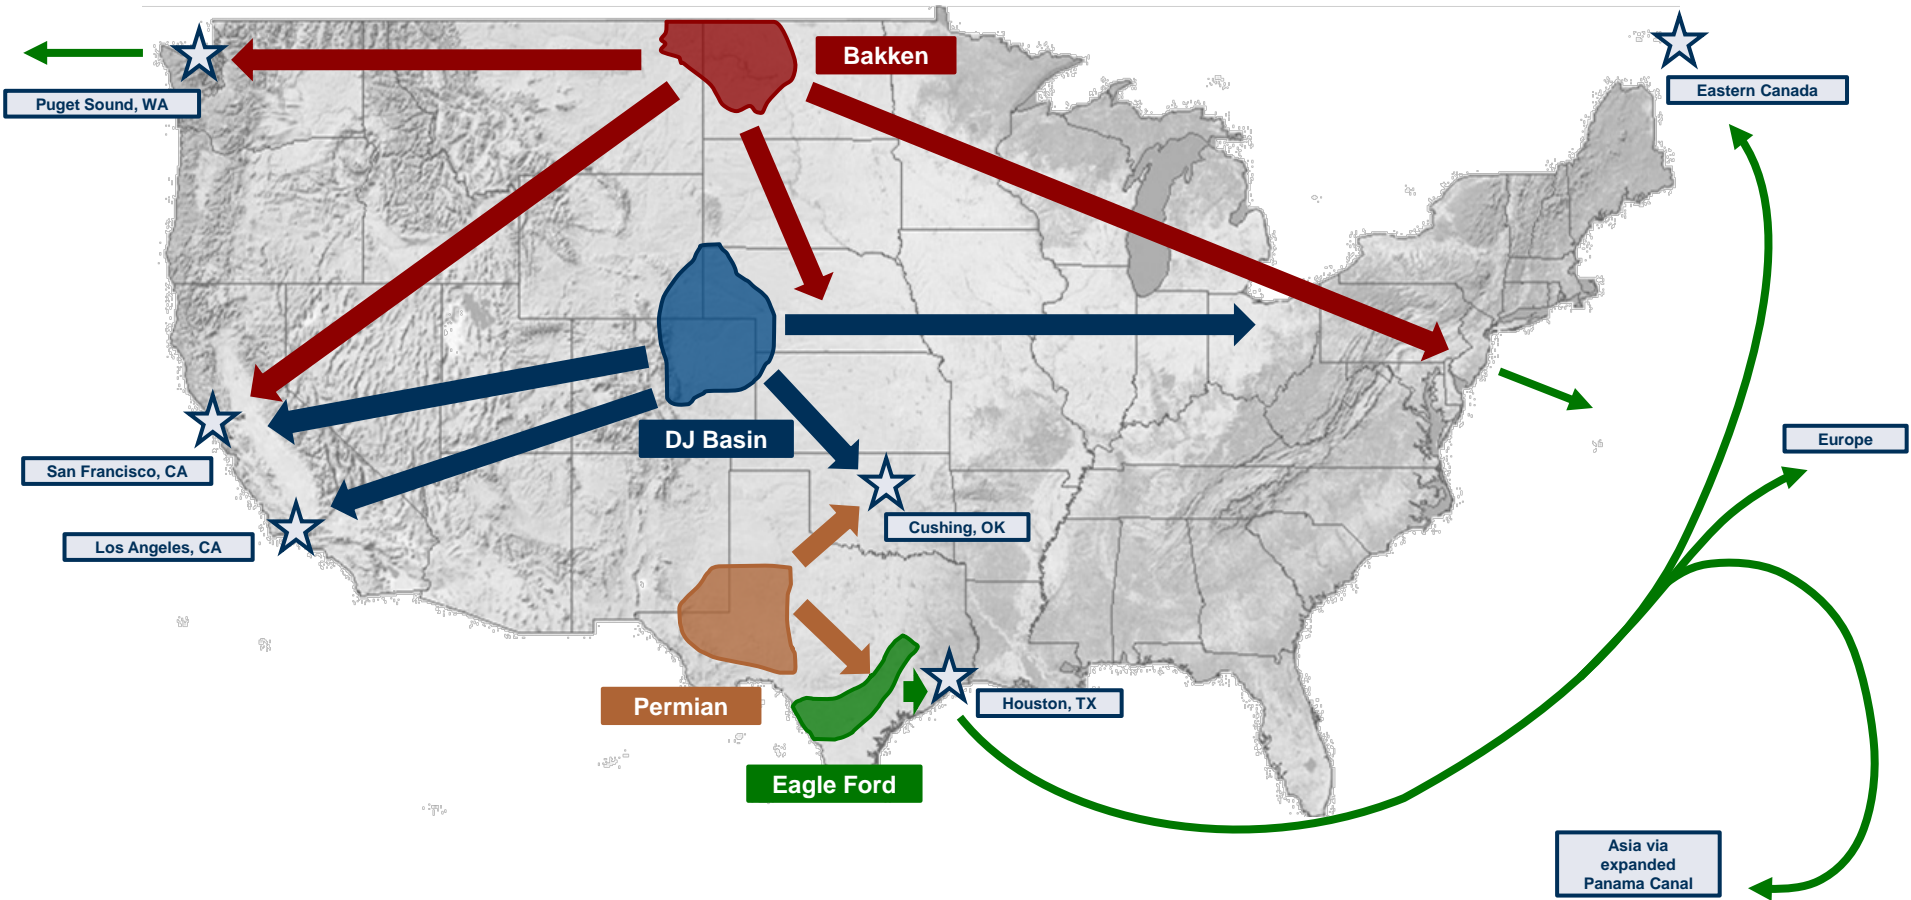 Bakken
Puget Sound, WA
Eastern Canada
DJ Basin
Europe
San Francisco, CA
Cushing, OK
Los Angeles, CA
Permian
Houston, TX
Eagle Ford
Asia via
expanded
Panama Canal